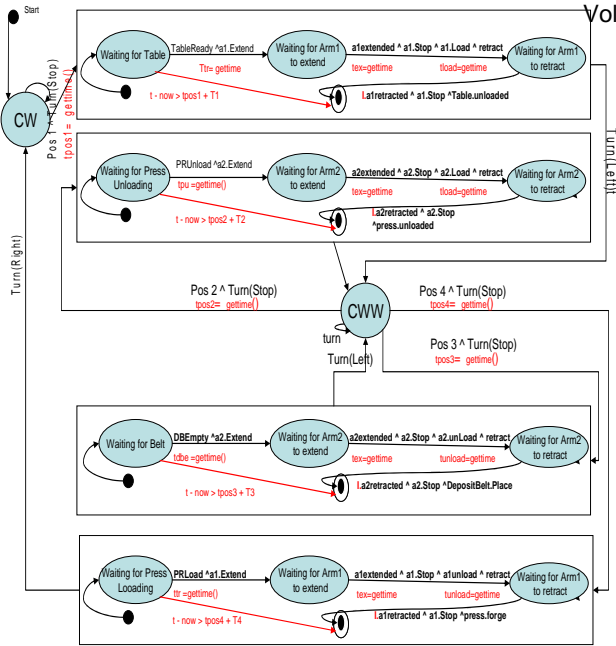 Start
Vol
CW
Pos 1 ^ Turn(Stop)
tpos1= gettime()
Waiting for Table
TableReady ^a1.Extend
Ttr= gettime
t - now > tpos1 + T1
Waiting for Arm1
to extend
a1extended ^ a1.Stop ^ a1.Load ^ retract
tex=gettime
tload=gettime
Waiting for Arm1
to retract
I.a1retracted ^ a1.Stop ^Table.unloaded
Turn(Left)
Waiting for Press
Unloading
PRUnload ^a2.Extend
tpu =gettime()
t - now > tpos2 + T2
Waiting for Arm2
to extend
a2extended ^ a2.Stop ^ a2.Load ^ retract
tex=gettime
tload=gettime
Waiting for Arm2
to retract
I.a2retracted ^ a2.Stop
^press.unloaded
Turn(Right)
Pos 2 ^ Turn(Stop)
tpos2= gettime()
CWW
Pos 4 ^ Turn(Stop)
tpos4= gettime()
turn
Turn(Left)
Pos 3 ^ Turn(Stop)
tpos3= gettime()
Waiting for Belt
DBEmpty ^a2.Extend
tdbe =gettime()
t - now > tpos3 + T3
Waiting for Arm2
to extend
a2extended ^ a2.Stop ^ a2.unLoad ^ retract
tex=gettime
tunload=gettime
Waiting for Arm2
to retract
I.a2retracted ^ a2.Stop ^DepositBelt.Place
Waiting for Press
Looading
PRLoad ^a1.Extend
ttr =gettime()
t - now > tpos4 + T4
Waiting for Arm1
to extend
a1extended ^ a1.Stop ^ a1unload ^ retract
tex=gettime
tunload=gettime
Waiting for Arm1
to retract
I.a1retracted ^ a1.Stop ^press.forge